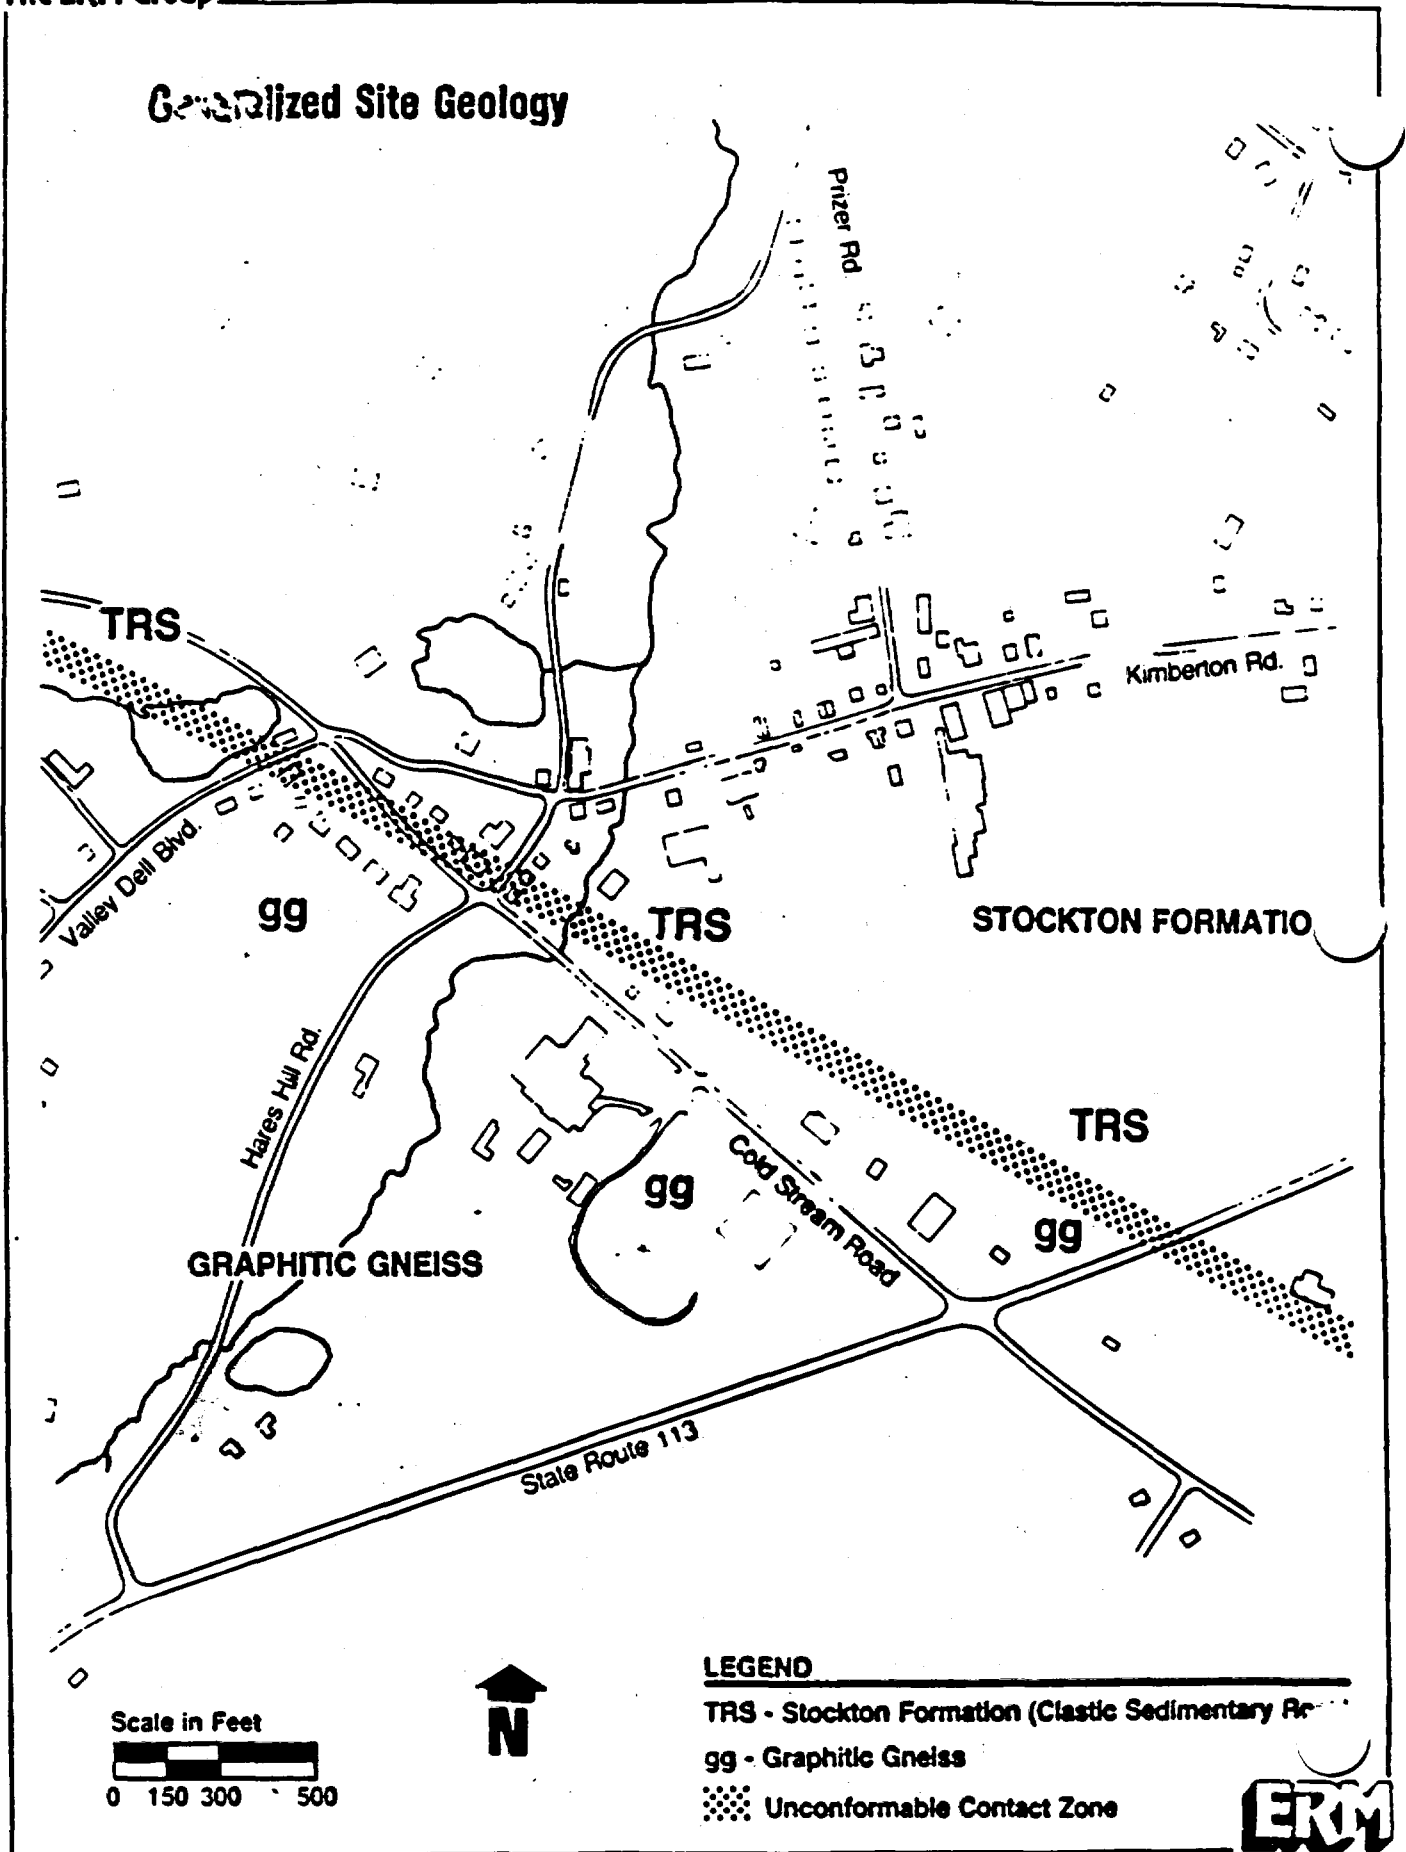 Generalized Site Geology
Prizer Rd.
TRS
Kimberton Rd.
Valley Dell Blvd.
gg
TRS
STOCKTON FORMATIO
Hares Hill Rd.
TRS
Cold Stream Road
gg
gg
GRAPHITIC GNEISS
State Route 113
LEGEND
TRS - Stockton Formation (Clastic Sedimentary
gg - Graphitic Gneiss
Unconformable Contact Zone
Scale in Feet
0 150 300 500
N
ERM